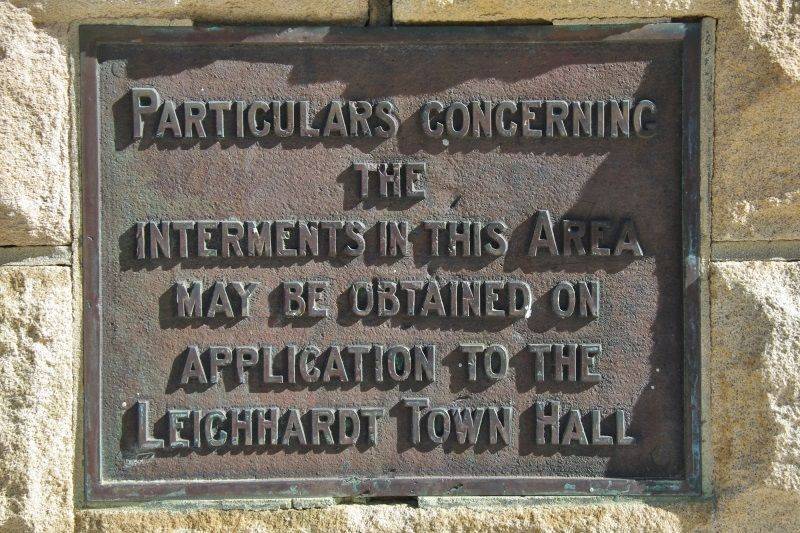 PARTICULARS CONCERNING
THE
INTERMENTS IN THIS AREA
MAY BE OBTAINED ON
APPLICATION TO THE
LEICHHARDT TOWN HALL